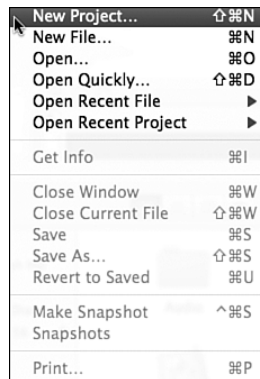 New Project... ⇧⌘N
New File... ⌘N
Open... ⌘O
Open Quickly... ⇧⌘D
Open Recent File ▶
Open Recent Project ▶
Get Info ⌘I
Close Window ⌘W
Close Current File ⇧⌘W
Save ⌘S
Save As... ⇧⌘S
Revert to Saved ⌘U
Make Snapshot ^⌘S
Snapshots
Print... ⌘P